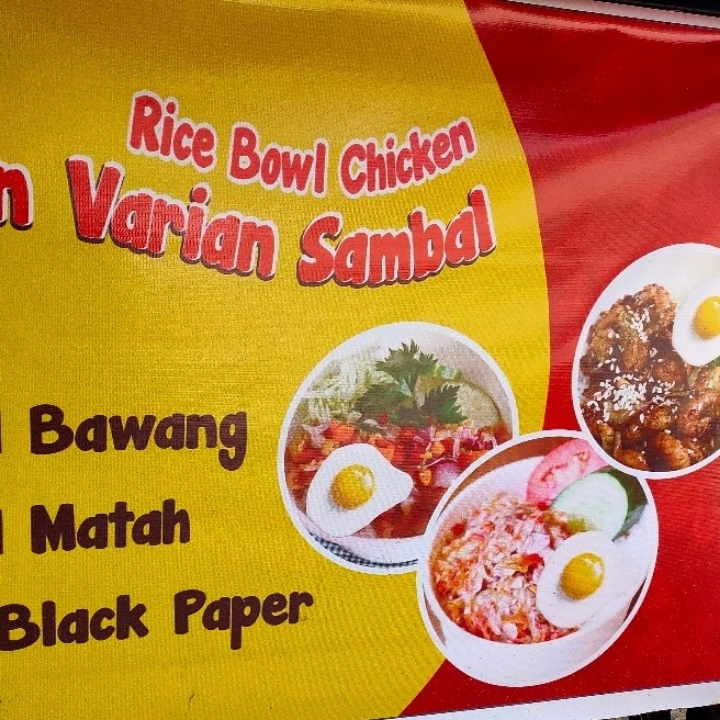 Rice Bowl Chicken
n Varian Sambal
Bawang
Matah
Black Paper